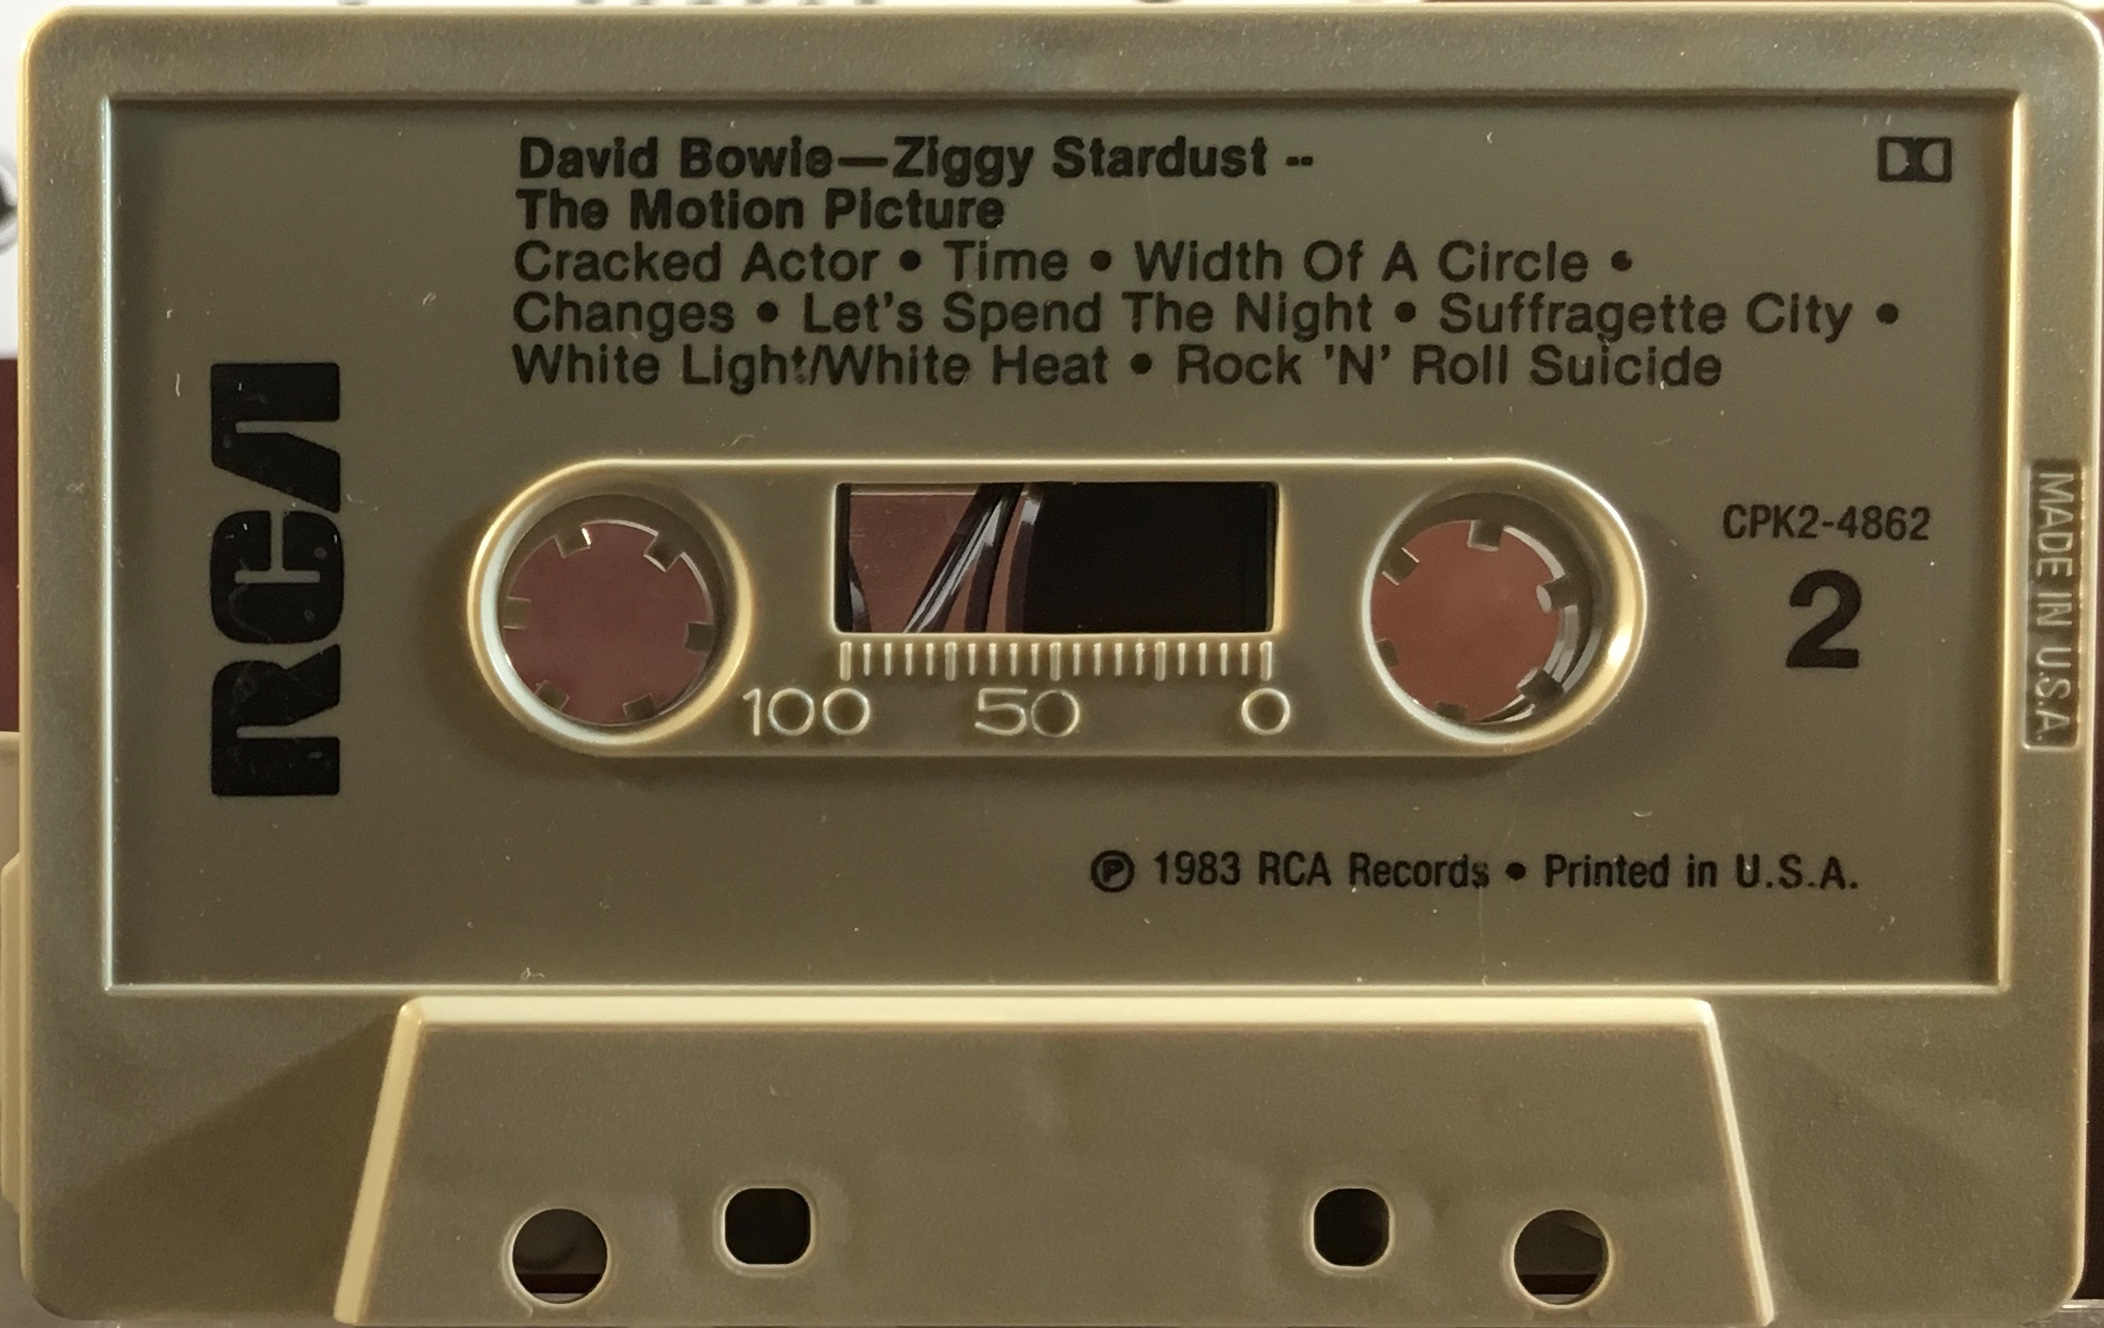 David Bowie—Ziggy Stardust --
The Motion Picture
Cracked Actor • Time • Width Of A Circle •
Changes • Let's Spend The Night • Suffragette City •
White Light/White Heat • Rock 'N' Roll Suicide
RCA
CPK2-4862
2
100 50 0
MADE IN U.S.A.
℗ 1983 RCA Records • Printed in U.S.A.